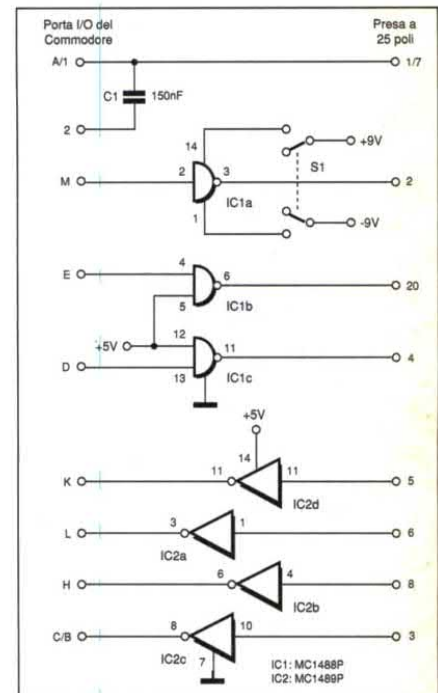 Porta I/O del
Commodore
Presa a
25 poli
A/1
1/7
C1
150nF
2
14
+9V
S1
M
2
3
2
IC1a
1
-9V
E
4
6
20
5
IC1b
+5V
12
11
4
D
13
IC1c
+5V
14
K
11
11
5
IC2d
L
3
1
6
IC2a
H
6
4
8
IC2b
C/B
8
10
3
IC2c
7
IC1: MC1488P
IC2: MC1489P